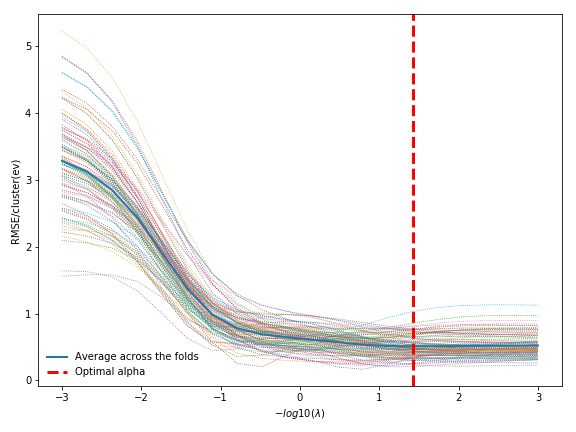 RMSE/cluster(ev)
5
4
3
2
1
0
Average across the folds
Optimal alpha
−3 −2 −1 0 1 2 3
−log10(λ)